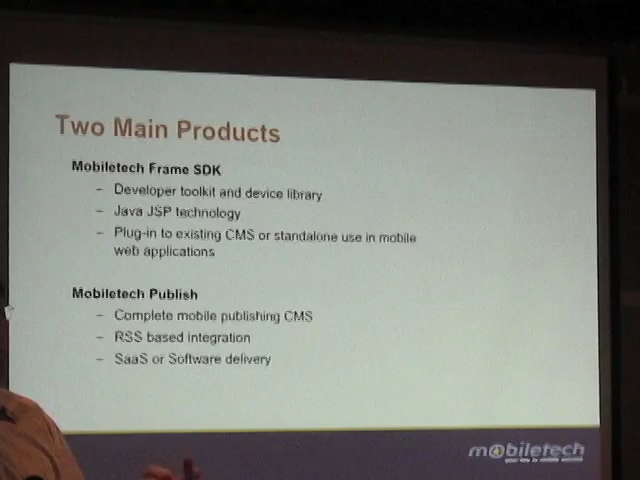 Two Main Products
Mobiletech Frame SDK
– Developer toolkit and device library
– Java JSP technology
– Plug-in to existing CMS or standalone use in mobile
web applications
Mobiletech Publish
– Complete mobile publishing CMS
– RSS based integration
– SaaS or Software delivery
mobiletech